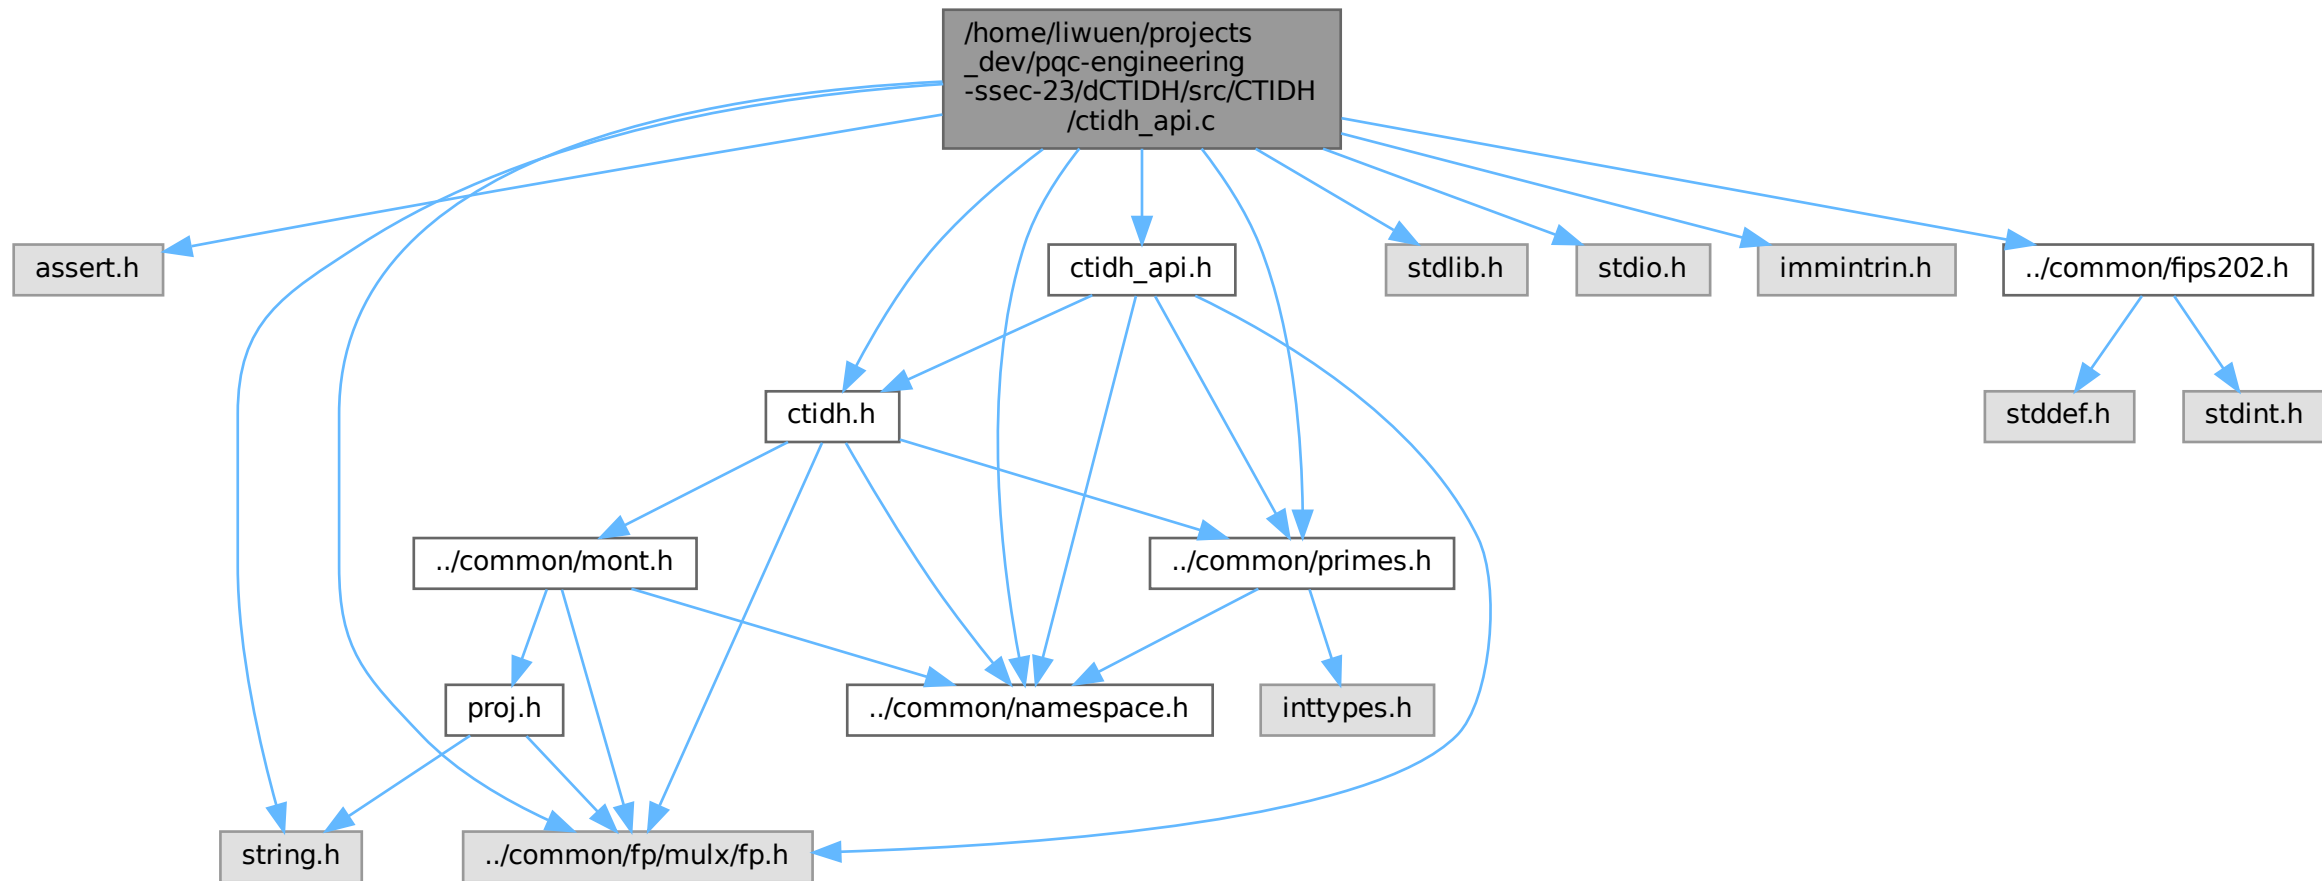 /home/liwuen/projects
_dev/pqc-engineering
-ssec-23/dCTIDH/src/CTIDH
/ctidh_api.c
assert.h
ctidh_api.h
stdlib.h
stdio.h
immintrin.h
../common/fips202.h
ctidh.h
stddef.h
stdint.h
../common/mont.h
../common/primes.h
proj.h
../common/namespace.h
inttypes.h
string.h
../common/fp/mulx/fp.h